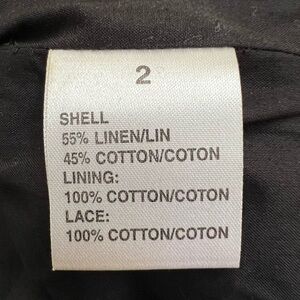 2
SHELL
55% LINEN/LIN
45% COTTON/COTON
LINING:
100% COTTON/COTON
LACE:
100% COTTON/COTON